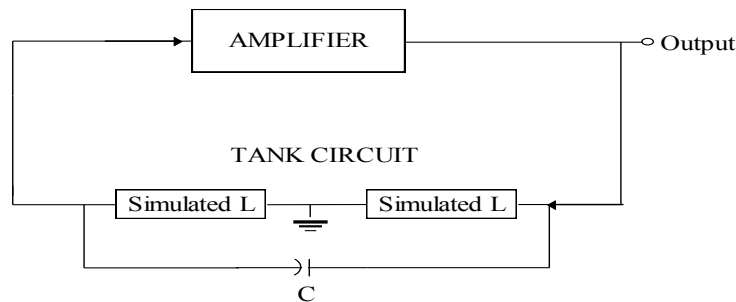 AMPLIFIER
Output
TANK CIRCUIT
Simulated L
Simulated L
C